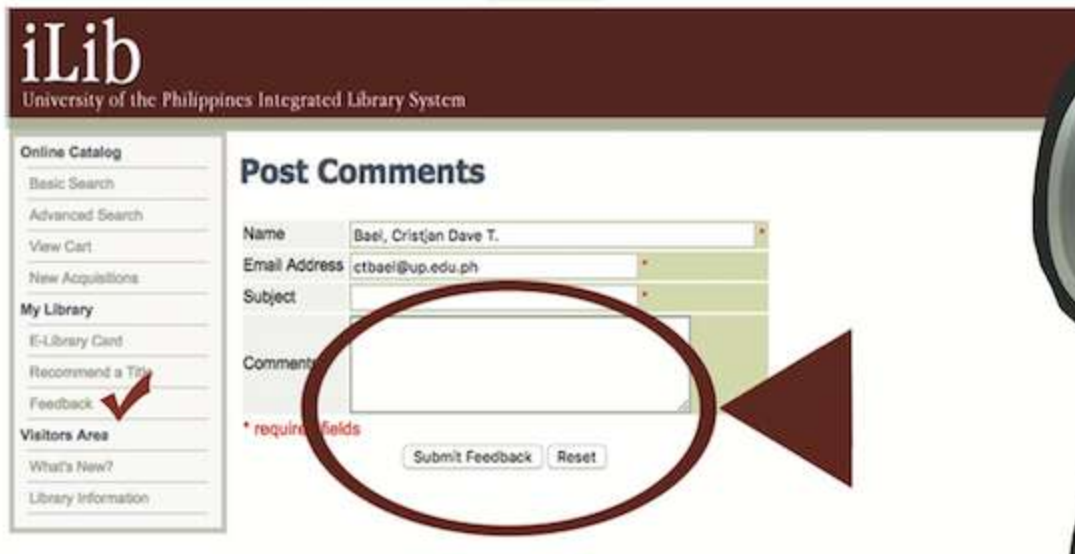 iLib
University of the Philippines Integrated Library System
Online Catalog
Basic Search
Advanced Search
View Cart
New Acquisitions
My Library
E-Library Card
Recommend a Title
Feedback
Visitors Area
What's New?
Library Information
Post Comments
Name Bael, Cristjan Dave T. *
Email Address ctbael@up.edu.ph *
Subject *
Comments
* required fields
Submit Feedback Reset